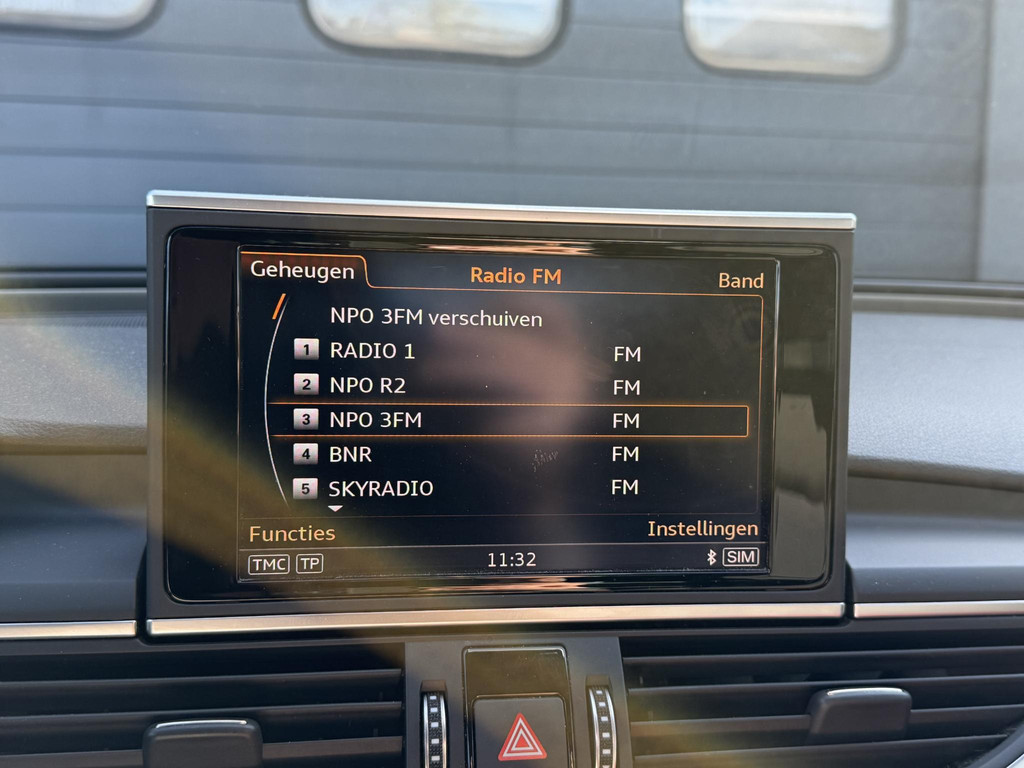 Geheugen Radio FM Band
NPO 3FM verschuiven
1 RADIO 1 FM
2 NPO R2 FM
3 NPO 3FM FM
4 BNR FM
5 SKYRADIO FM
Functies Instellingen
TMC TP 11:32 SIM